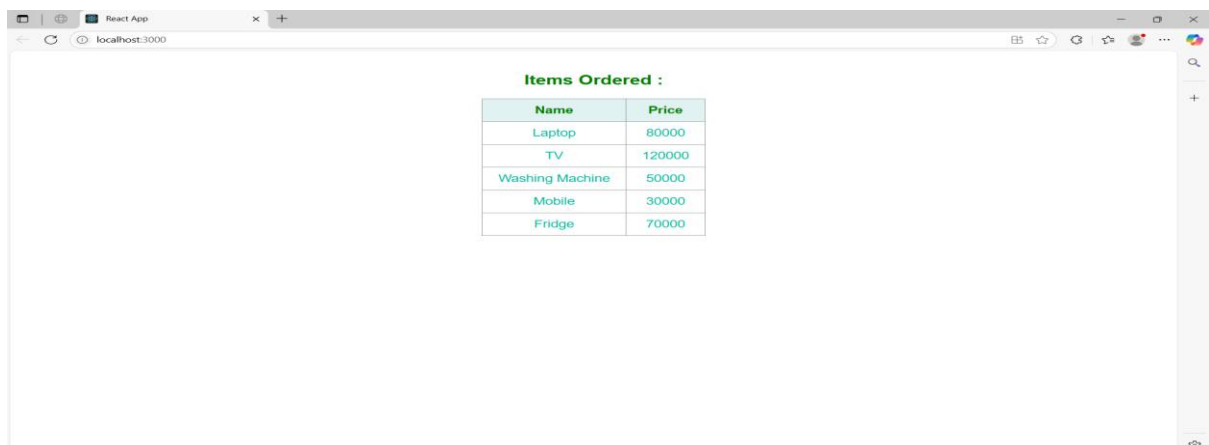 React App
localhost:3000
Items Ordered :
Name Price
Laptop 80000
TV 120000
Washing Machine 50000
Mobile 30000
Fridge 70000